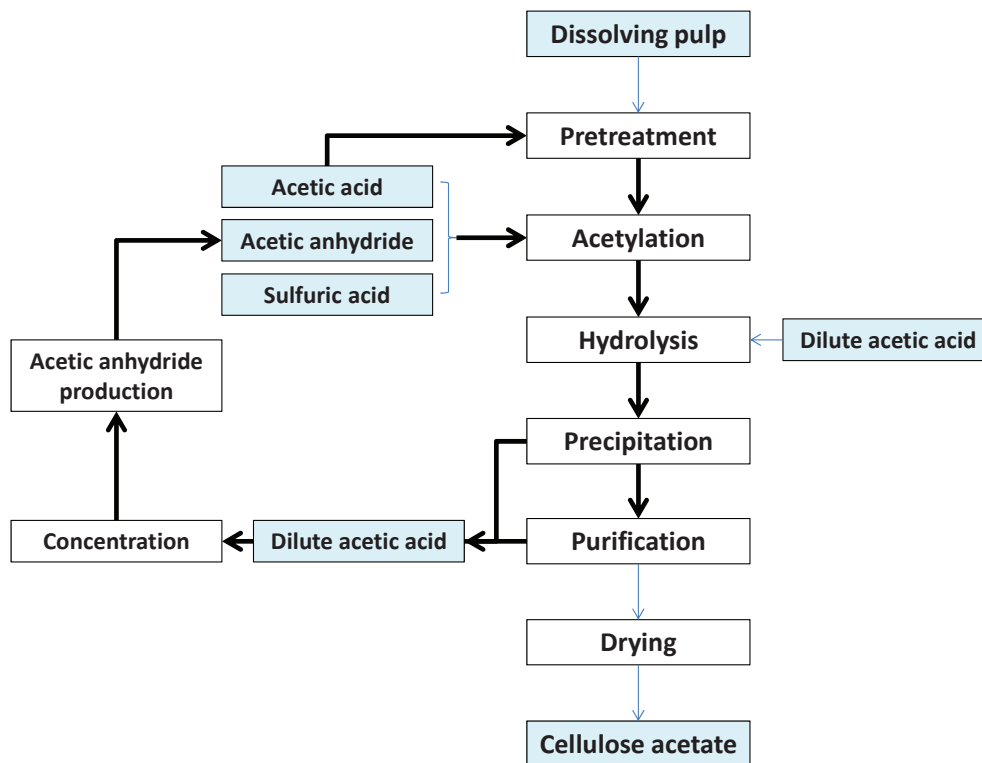 Dissolving pulp
Pretreatment
Acetic acid
Acetic anhydride
Acetylation
Sulfuric acid
Hydrolysis
Dilute acetic acid
Acetic anhydride
production
Precipitation
Concentration
Dilute acetic acid
Purification
Drying
Cellulose acetate